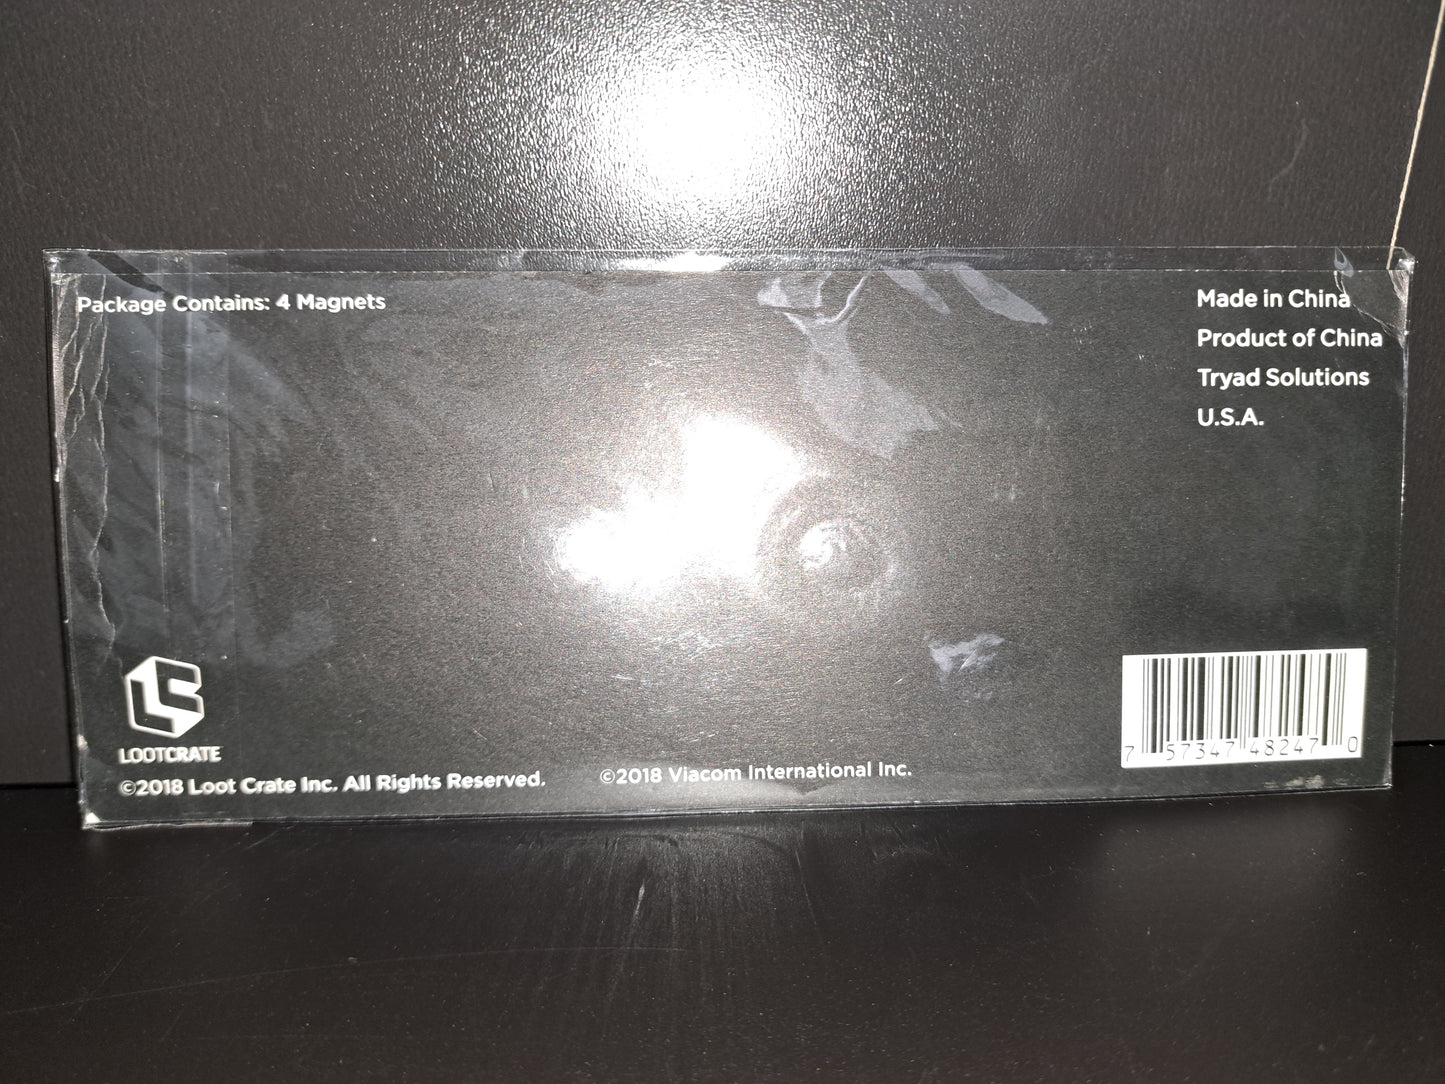 Package Contains: 4 Magnets
Made in China
Product of China
Tryad Solutions
U.S.A.
LC
LOOTCRATE
©2018 Loot Crate Inc. All Rights Reserved.
©2018 Viacom International Inc.
7 57347 48247 0